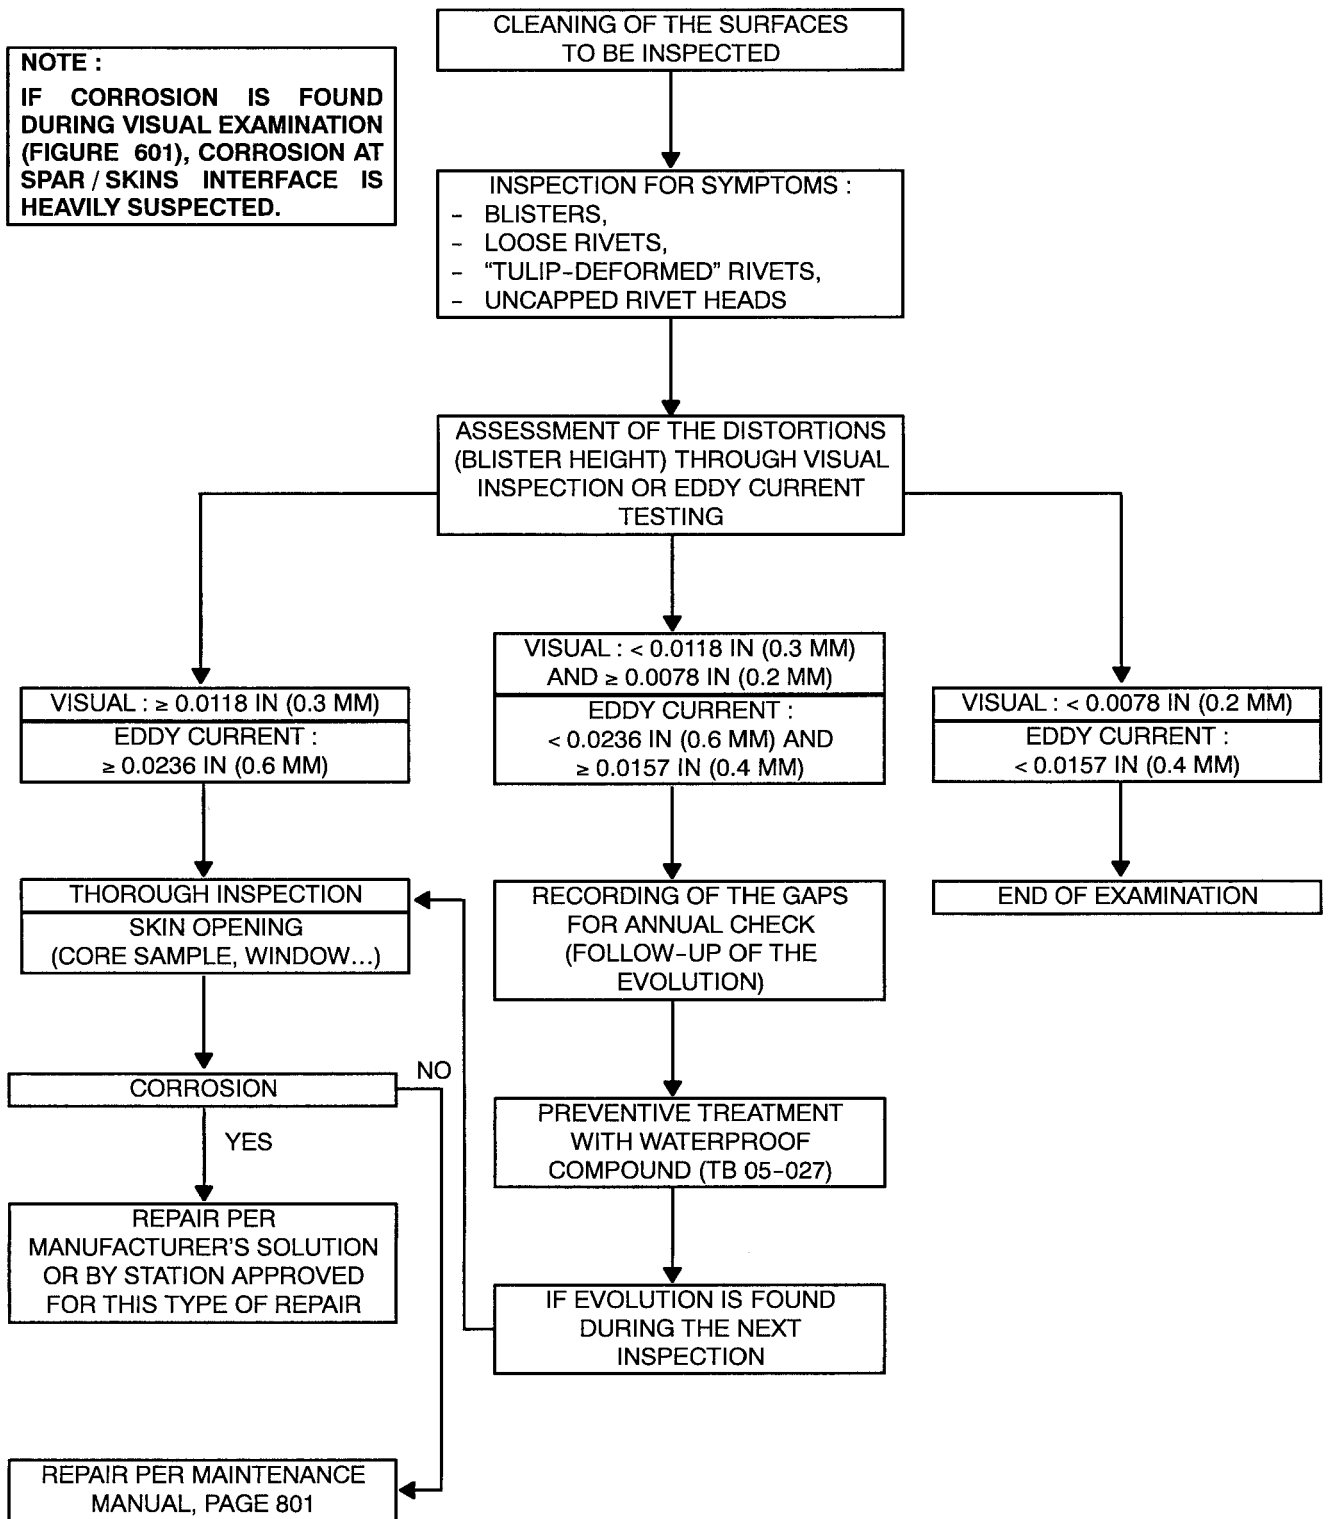 CLEANING OF THE SURFACES
TO BE INSPECTED
NOTE :
IF CORROSION IS FOUND
DURING VISUAL EXAMINATION
(FIGURE 601), CORROSION AT
SPAR / SKINS INTERFACE IS
HEAVILY SUSPECTED.
INSPECTION FOR SYMPTOMS :
- BLISTERS,
- LOOSE RIVETS,
- “TULIP-DEFORMED” RIVETS,
- UNCAPPED RIVET HEADS
ASSESSMENT OF THE DISTORTIONS
(BLISTER HEIGHT) THROUGH VISUAL
INSPECTION OR EDDY CURRENT
TESTING
VISUAL : ≥ 0.0118 IN (0.3 MM)
EDDY CURRENT :
≥ 0.0236 IN (0.6 MM)
VISUAL : < 0.0118 IN (0.3 MM)
AND ≥ 0.0078 IN (0.2 MM)
EDDY CURRENT :
< 0.0236 IN (0.6 MM) AND
≥ 0.0157 IN (0.4 MM)
VISUAL : < 0.0078 IN (0.2 MM)
EDDY CURRENT :
< 0.0157 IN (0.4 MM)
THOROUGH INSPECTION
SKIN OPENING
(CORE SAMPLE, WINDOW...)
RECORDING OF THE GAPS
FOR ANNUAL CHECK
(FOLLOW-UP OF THE
EVOLUTION)
END OF EXAMINATION
CORROSION
NO
YES
PREVENTIVE TREATMENT
WITH WATERPROOF
COMPOUND (TB 05-027)
REPAIR PER
MANUFACTURER'S SOLUTION
OR BY STATION APPROVED
FOR THIS TYPE OF REPAIR
IF EVOLUTION IS FOUND
DURING THE NEXT
INSPECTION
REPAIR PER MAINTENANCE
MANUAL, PAGE 801